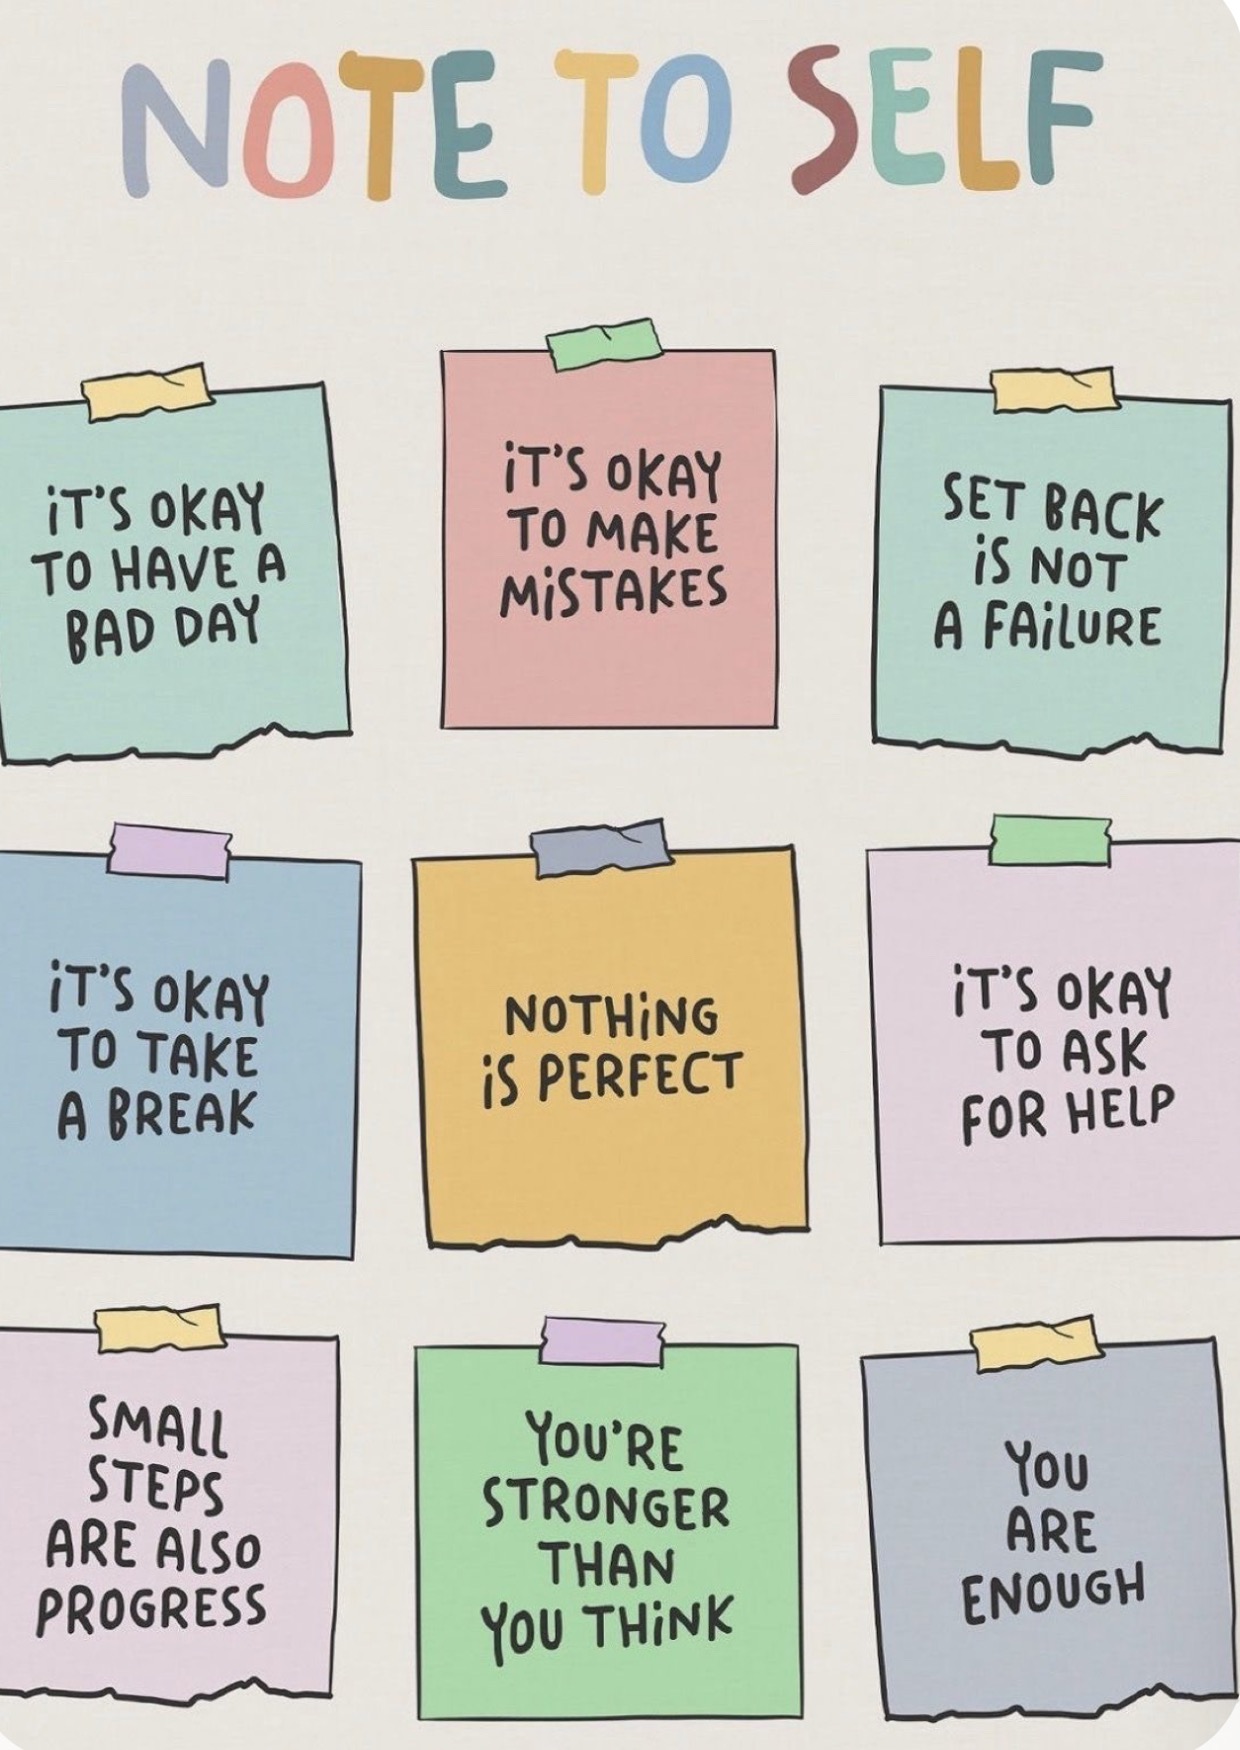 NOTE TO SELF
iT'S OKAY
TO HAVE A
BAD DAY
iT'S OKAY
TO MAKE
MiSTAKES
SET BACK
iS NOT
A FAiLURE
iT'S OKAY
TO TAKE
A BREAK
NOTHiNG
iS PERFECT
iT'S OKAY
TO ASK
FOR HELP
SMALL
STEPS
ARE ALSO
PROGRESS
YOU'RE
STRONGER
THAN
YOU THiNK
YOU
ARE
ENOUGH